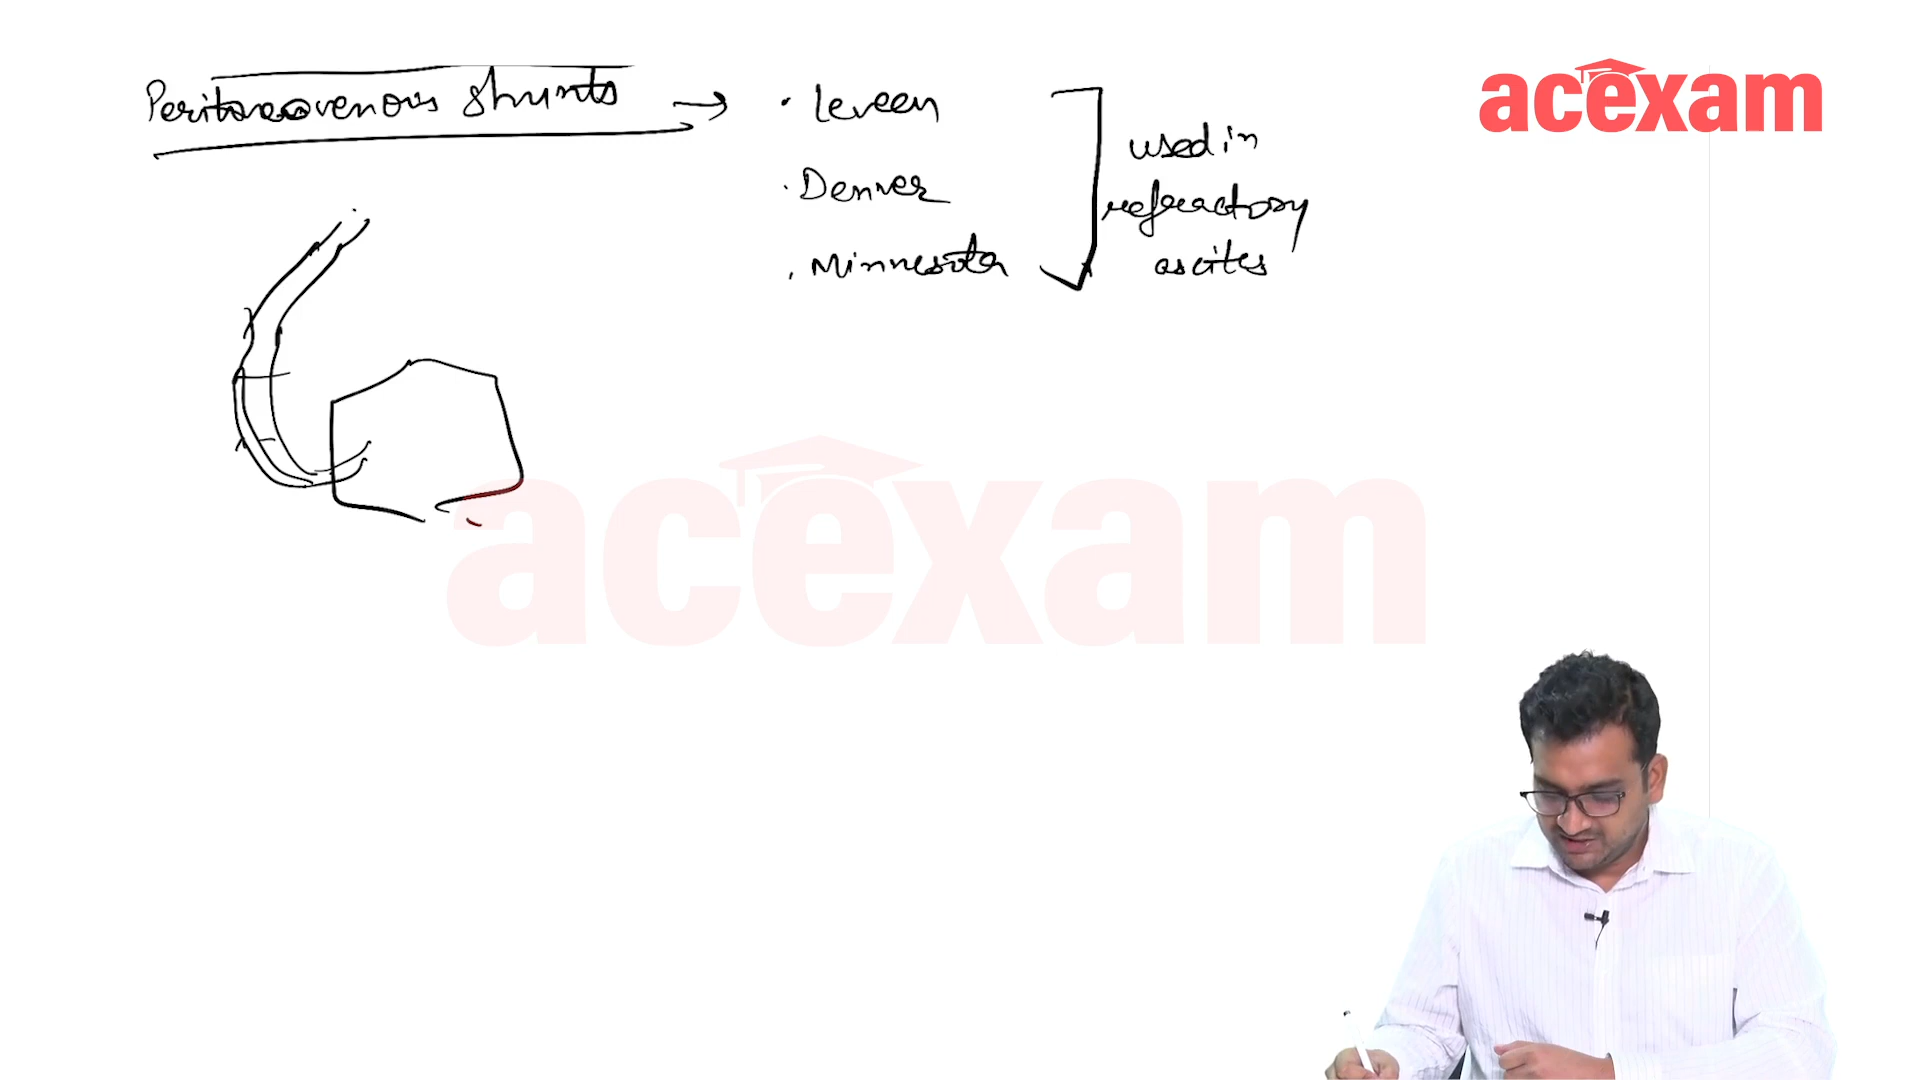 Peritoneovenous shunts → · leveen
· Denver
· Minnesota
used in
refractory
ascites
acexam
acexam